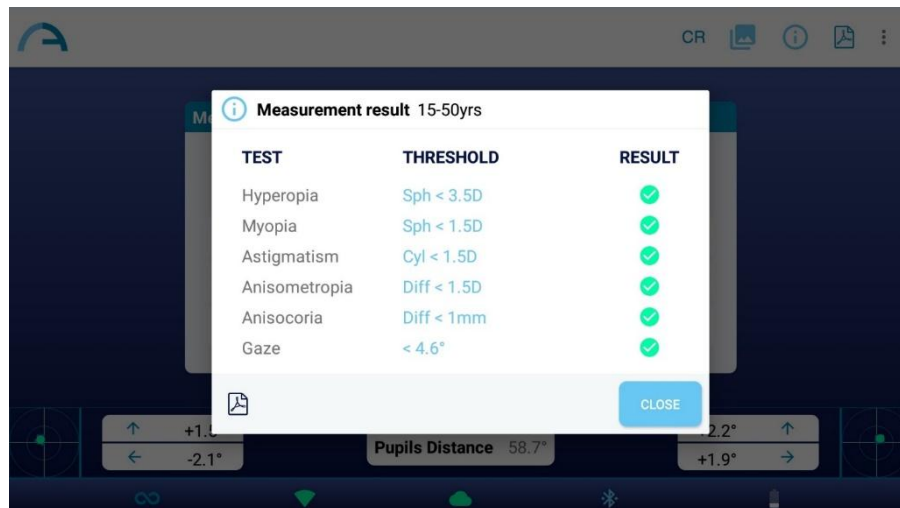 CR
Measurement result 15-50yrs
TEST THRESHOLD RESULT
Hyperopia Sph < 3.5D
Myopia Sph < 1.5D
Astigmatism Cyl < 1.5D
Anisometropia Diff < 1.5D
Anisocoria Diff < 1mm
Gaze < 4.6°
CLOSE
-2.1°
Pupils Distance 58.7°
+1.9°